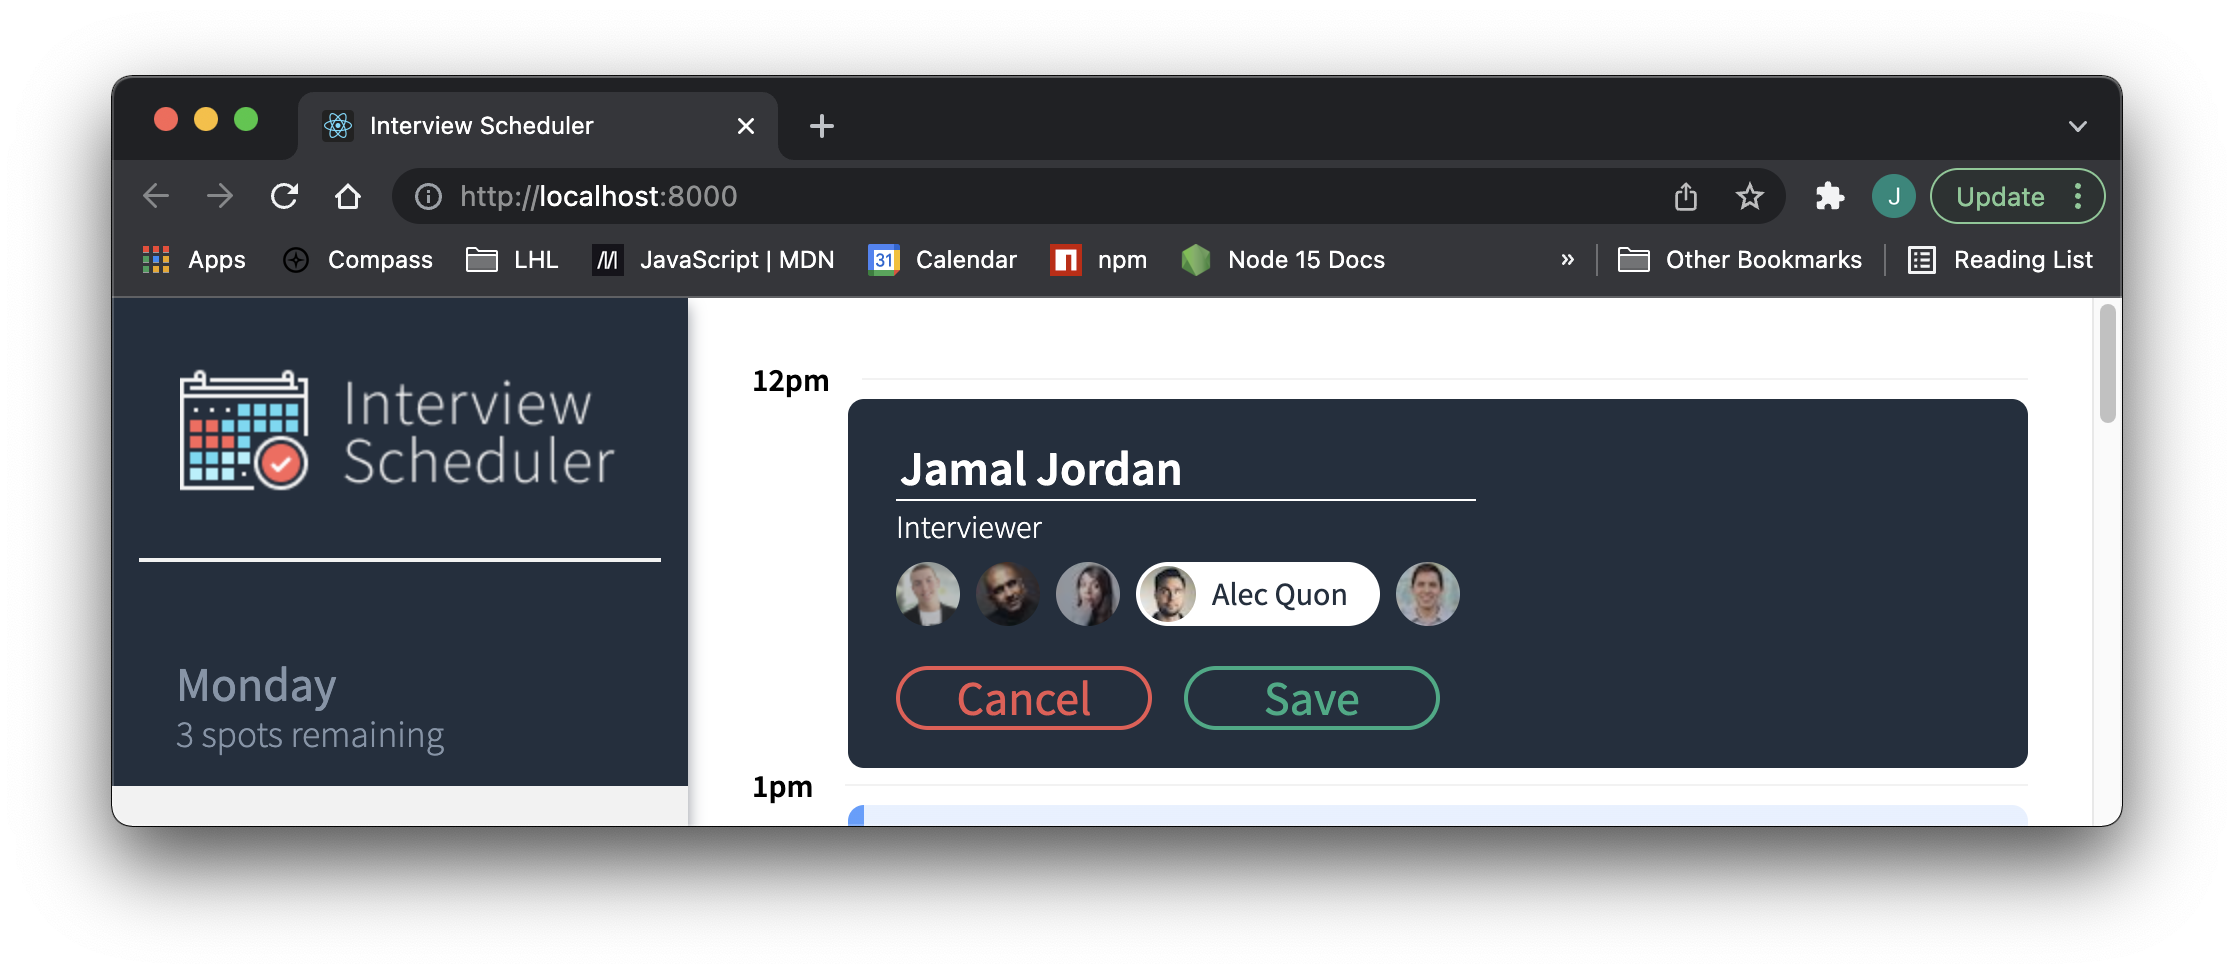 Interview Scheduler
http://localhost:8000
J
Update
Apps
Compass
LHL
JavaScript | MDN
31
Calendar
npm
Node 15 Docs
»
Other Bookmarks
Reading List
Interview
Scheduler
Monday
3 spots remaining
12pm
Jamal Jordan
Interviewer
Alec Quon
Cancel
Save
1pm